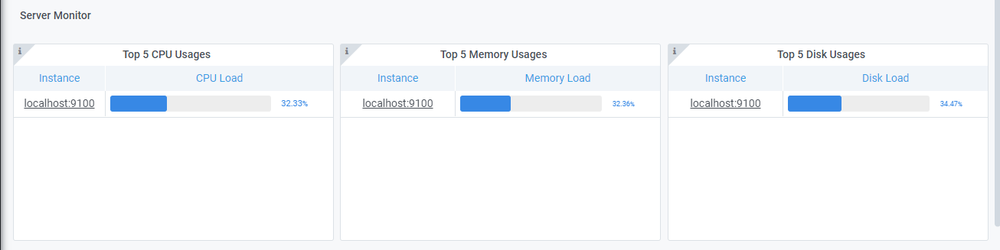 Server Monitor
Top 5 CPU Usages
Instance CPU Load
localhost:9100 32.33%
Top 5 Memory Usages
Instance Memory Load
localhost:9100 32.36%
Top 5 Disk Usages
Instance Disk Load
localhost:9100 34.47%